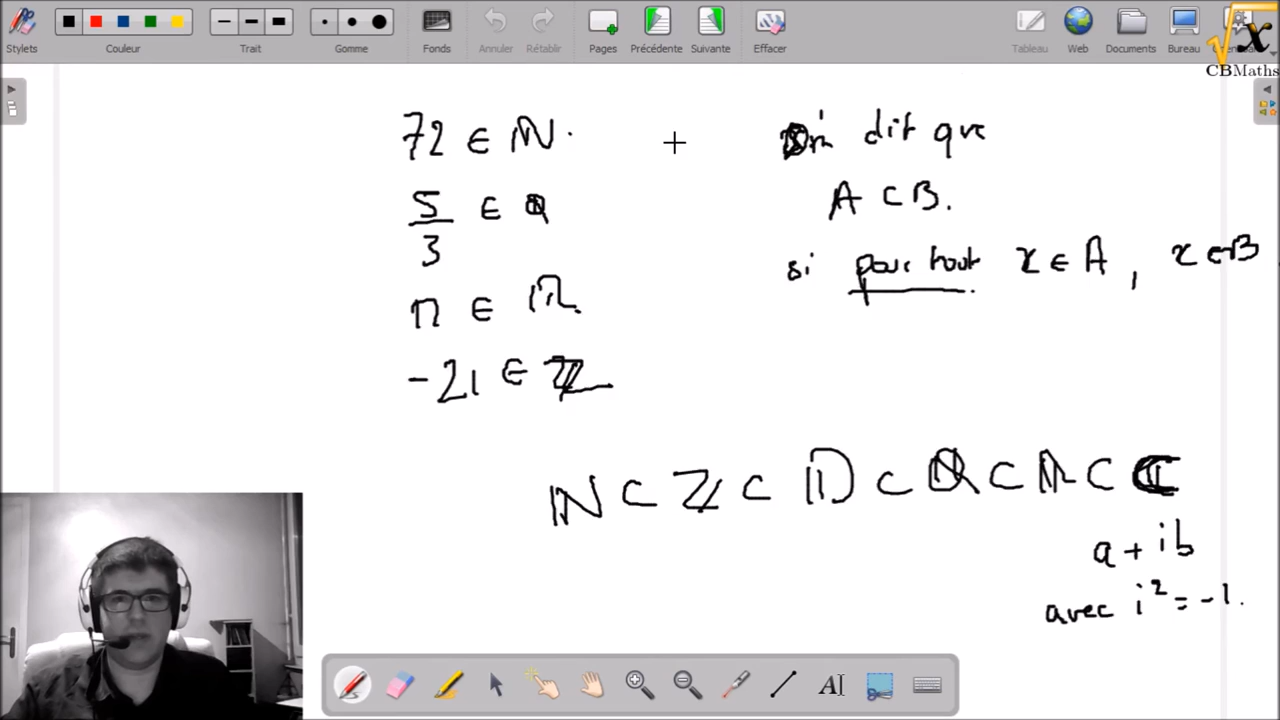 Stylets Couleur Trait Gomme Fonds Annuler Rétablir Pages Précédente Suivante Effacer Tableau Web Documents Bureau
√x
CBMaths
72 ∈ ℕ.
5/3 ∈ ℚ
π ∈ ℝ
-21 ∈ ℤ
On dit que
A ⊂ B.
si pour tout x ∈ A, x ∈ B
ℕ ⊂ ℤ ⊂ 𝔻 ⊂ ℚ ⊂ ℝ ⊂ ℂ
a + ib
avec i² = -1.
AI